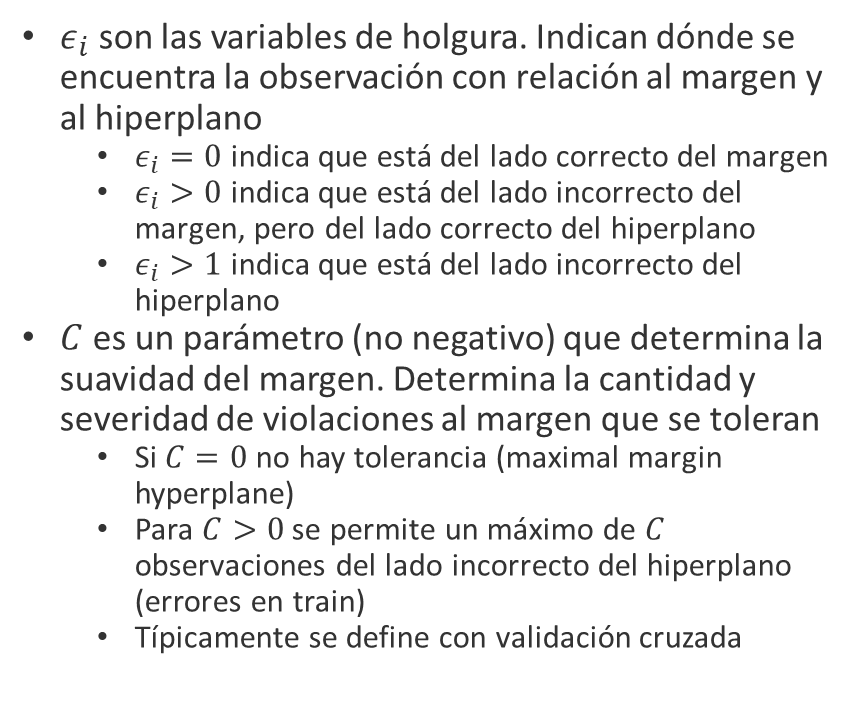 • ϵᵢ son las variables de holgura. Indican dónde se
encuentra la observación con relación al margen y
al hiperplano
• ϵᵢ = 0 indica que está del lado correcto del margen
• ϵᵢ > 0 indica que está del lado incorrecto del
margen, pero del lado correcto del hiperplano
• ϵᵢ > 1 indica que está del lado incorrecto del
hiperplano
• C es un parámetro (no negativo) que determina la
suavidad del margen. Determina la cantidad y
severidad de violaciones al margen que se toleran
• Si C = 0 no hay tolerancia (maximal margin
hyperplane)
• Para C > 0 se permite un máximo de C
observaciones del lado incorrecto del hiperplano
(errores en train)
• Típicamente se define con validación cruzada